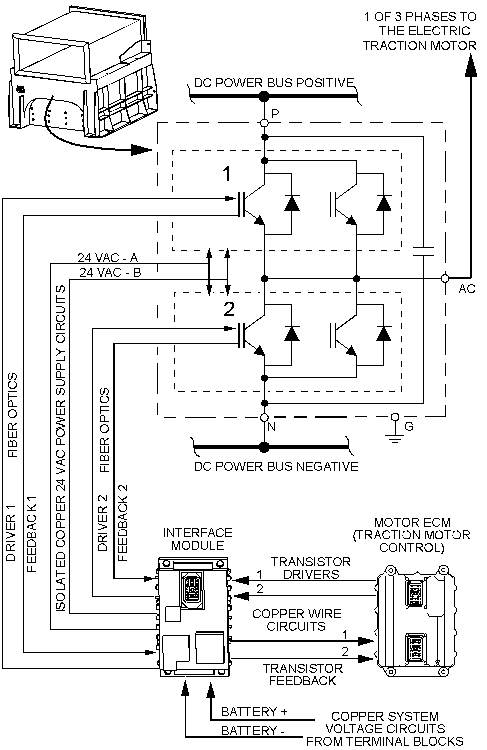 1 OF 3 PHASES TO
THE ELECTRIC
TRACTION MOTOR
DC POWER BUS POSITIVE
P
1
24 VAC - A
24 VAC - B
AC
2
N
G
DC POWER BUS NEGATIVE
DRIVER 1
FIBER OPTICS
FEEDBACK 1
ISOLATED COPPER 24 VAC POWER SUPPLY CIRCUITS
DRIVER 2
FIBER OPTICS
FEEDBACK 2
INTERFACE
MODULE
MOTOR ECM
(TRACTION MOTOR
CONTROL)
TRANSISTOR
1
DRIVERS
2
COPPER WIRE
CIRCUITS
1
2
TRANSISTOR
FEEDBACK
BATTERY +
BATTERY -
COPPER SYSTEM
VOLTAGE CIRCUITS
FROM TERMINAL BLOCKS